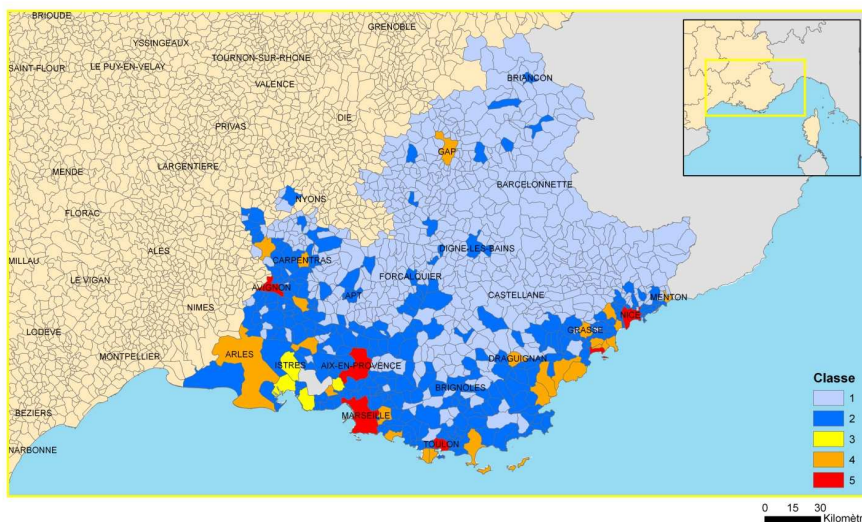 BRIOUDE
GRENOBLE
YSSINGEAUX
SAINT-FLOUR
LE PUY-EN-VELAY
TOURNON-SUR-RHONE
VALENCE
BRIANCON
DIE
PRIVAS
GAP
LARGENTIERE
MENDE
BARCELONNETTE
NYONS
FLORAC
ALES
DIGNE-LES-BAINS
MILLAU
CARPENTRAS
LE VIGAN
FORCALQUIER
AVIGNON
APT
CASTELLANE
MENTON
NIMES
NICE
LODEVE
GRASSE
MONTPELLIER
ARLES
DRAGUIGNAN
ISTRES
AIX-EN-PROVENCE
BRIGNOLES
BEZIERS
MARSEILLE
TOULON
NARBONNE
Classe
1
2
3
4
5
0 15 30
Kilomètr